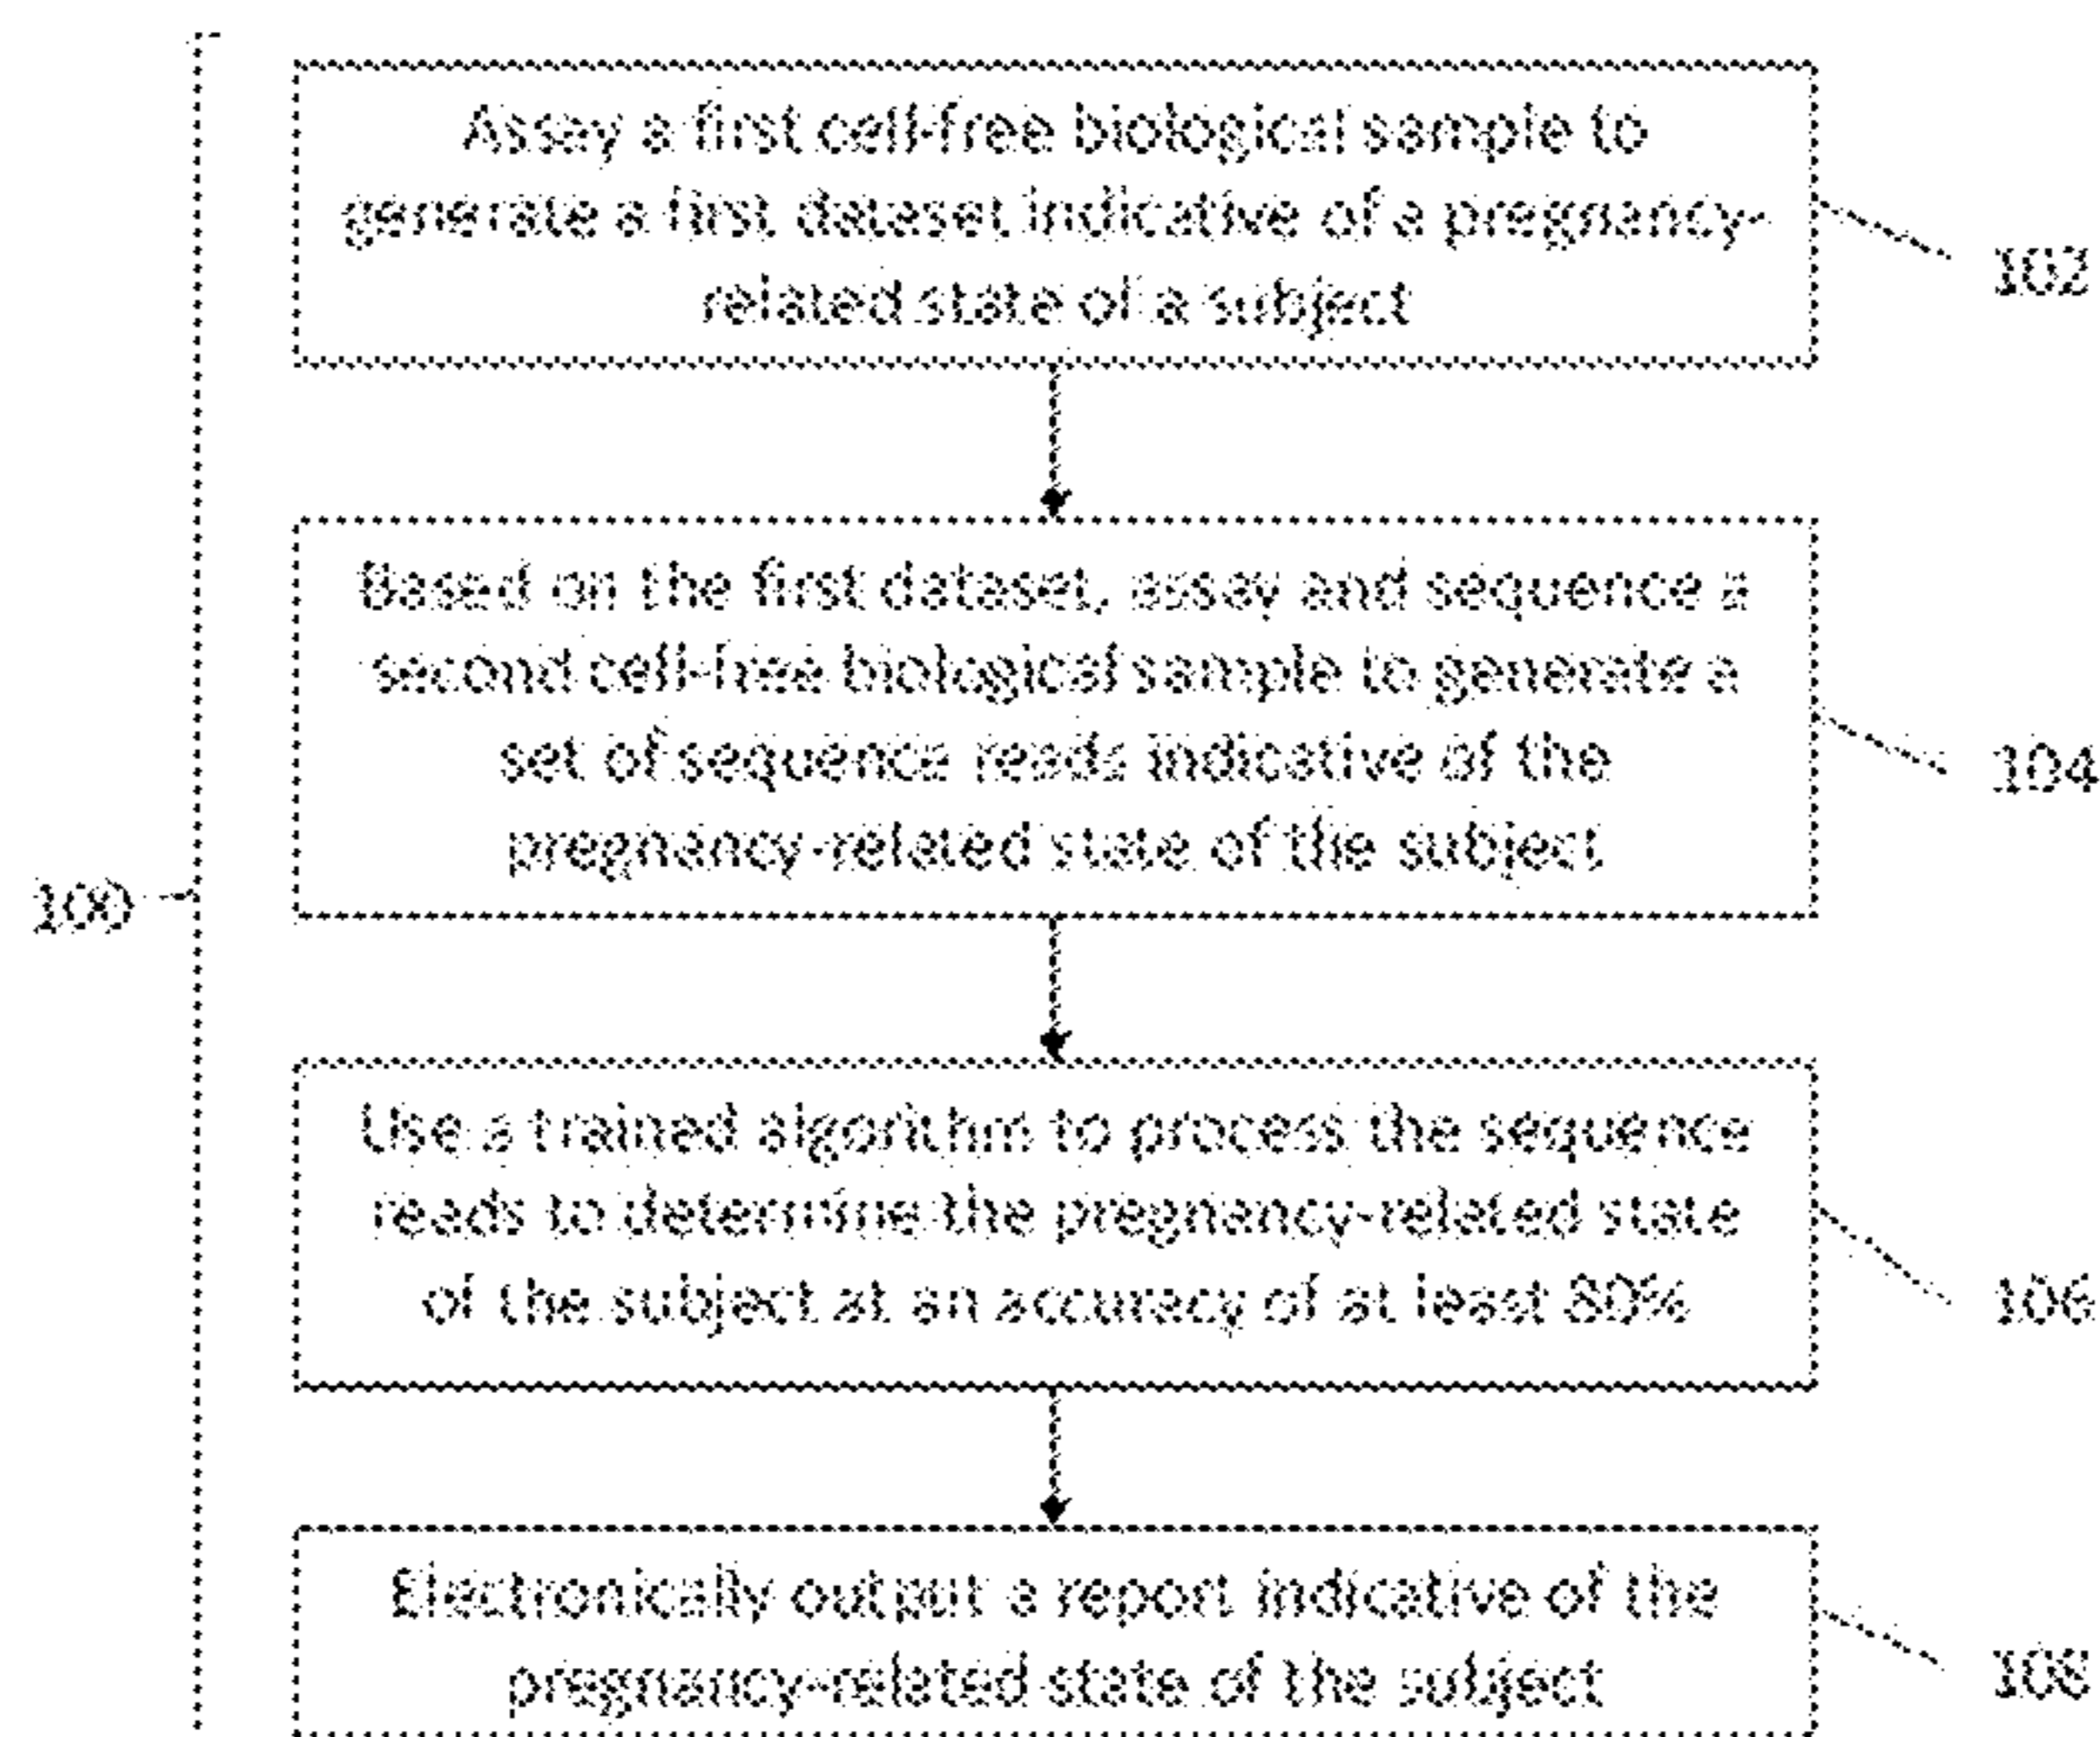 Assay a first cell-free biological sample to
generate a first dataset indicative of a pregnancy-
related state of a subject
102
Based on the first dataset, assay and sequence a
second cell-free biological sample to generate a
set of sequence reads indicative of the
pregnancy-related state of the subject
104
100
Use a trained algorithm to process the sequence
reads to determine the pregnancy-related state
of the subject at an accuracy of at least 80%
106
Electronically output a report indicative of the
pregnancy-related state of the subject
108